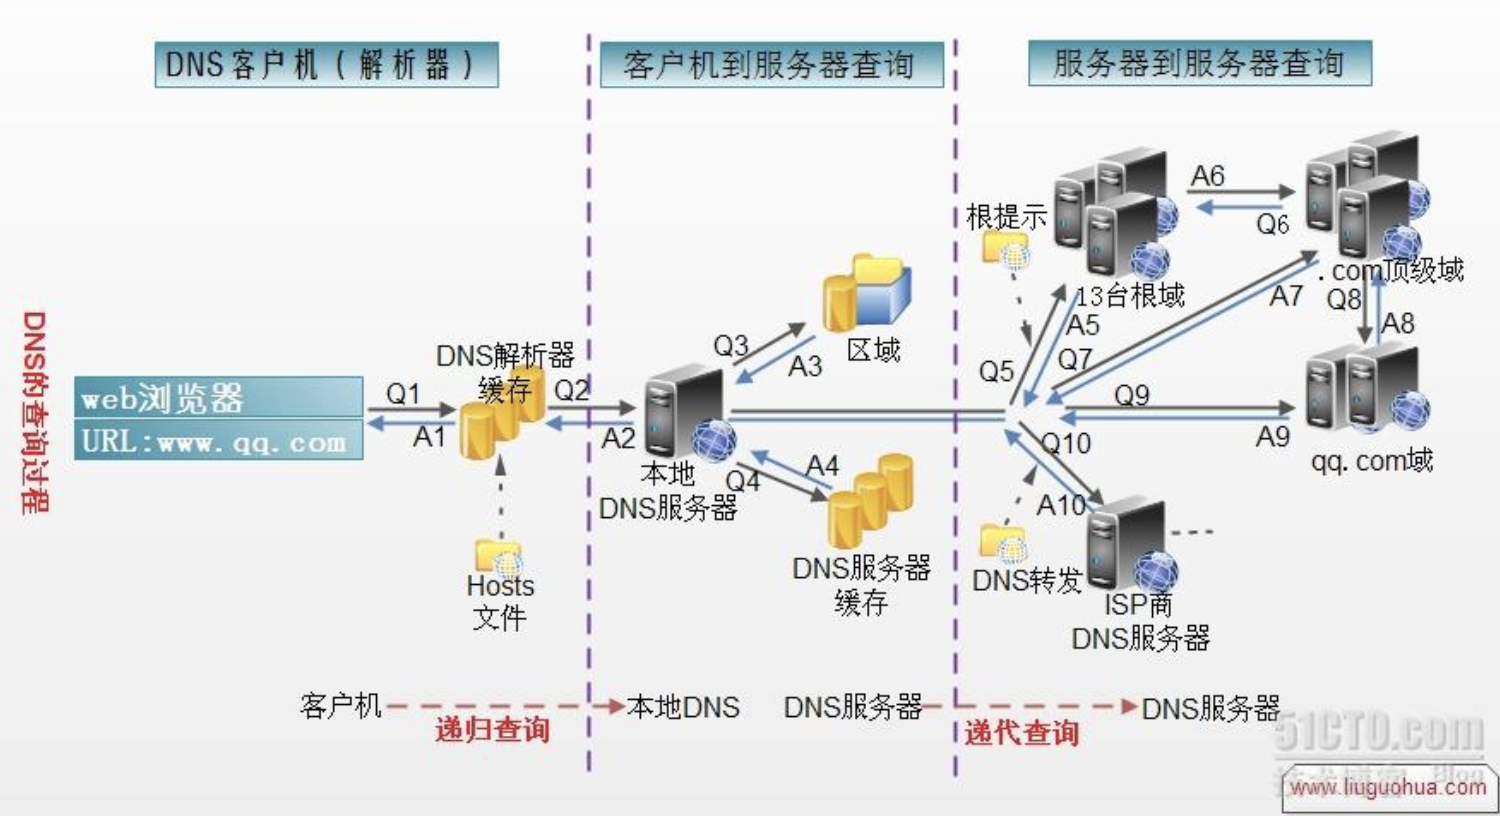 DNS客户机（解析器）
客户机到服务器查询
服务器到服务器查询
DNS的查询过程
web浏览器
URL:www.qq.com
Q1
A1
DNS解析器
缓存
Hosts
文件
Q2
A2
本地
DNS服务器
Q3
A3
区域
Q4
A4
DNS服务器
缓存
根提示
13台根域
A6
Q6
.com顶级域
Q5
A5
Q7
A7
Q8
A8
Q9
A9
qq.com域
Q10
A10
DNS转发
ISP商
DNS服务器
客户机
递归查询
本地DNS
DNS服务器
递代查询
DNS服务器
51CTO.com
技术博客 Blog
www.liuguohua.com